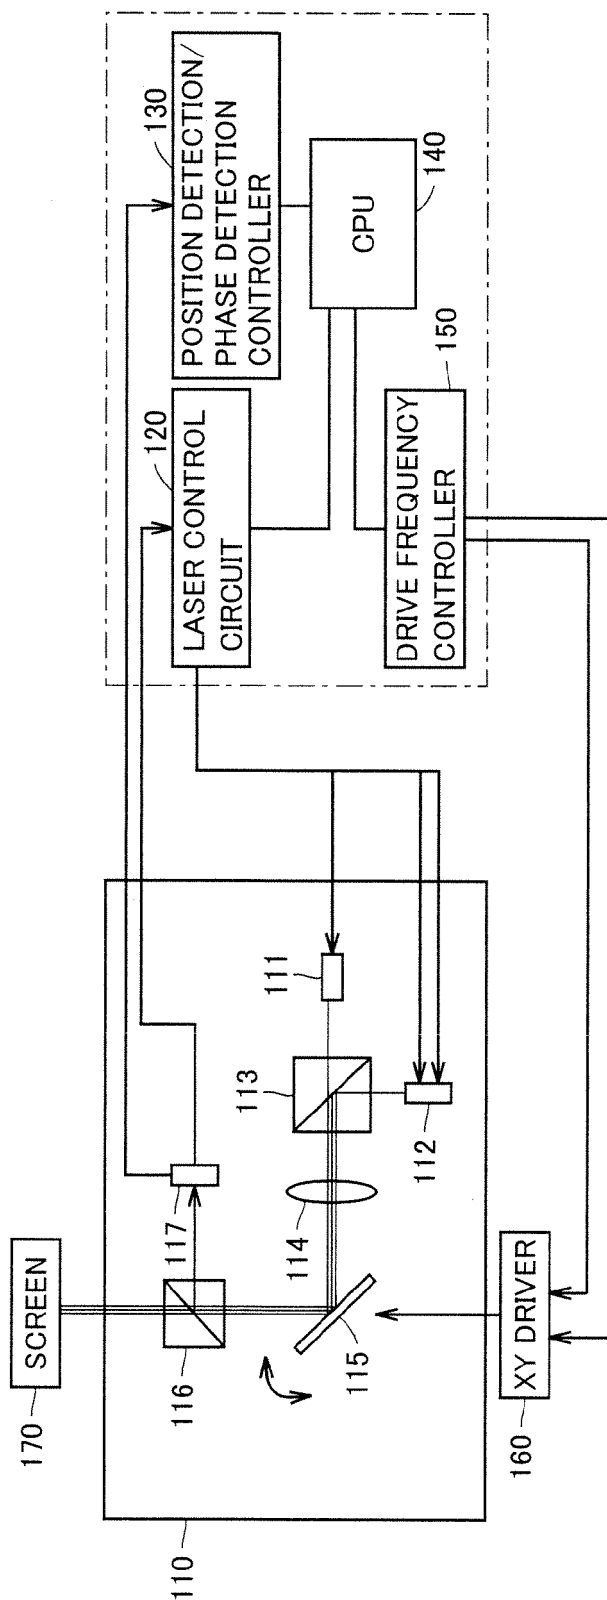 170
SCREEN
110
116
117
115
114
113
111
112
160
XY DRIVER
120
LASER CONTROL
CIRCUIT
130
POSITION DETECTION/
PHASE DETECTION
CONTROLLER
CPU
140
150
DRIVE FREQUENCY
CONTROLLER